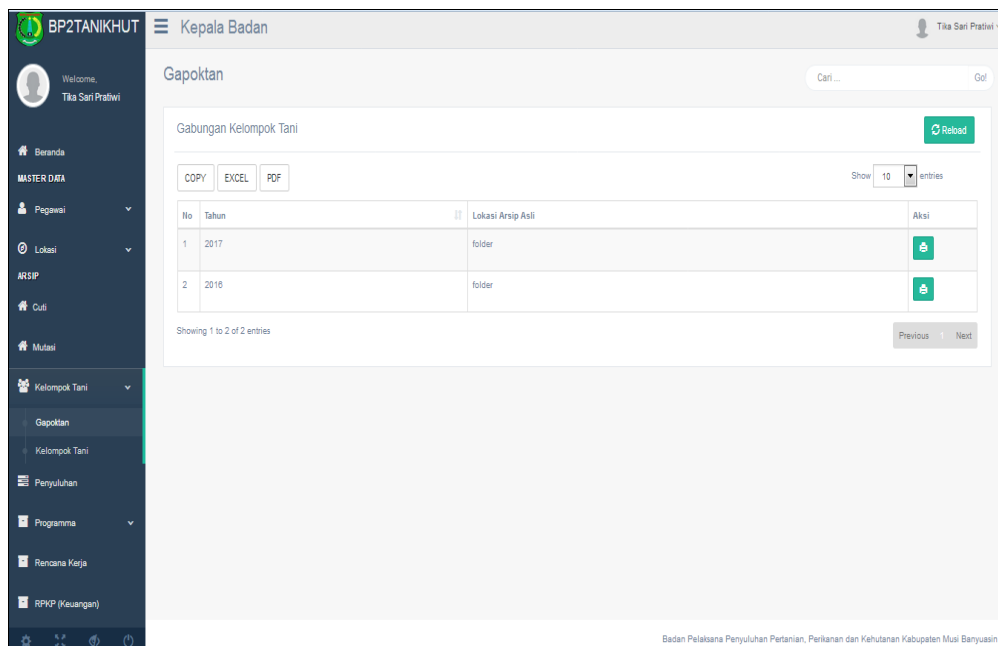 BP2TANIKHUT
Kepala Badan
Tika Sari Pratiwi
Welcome,
Tika Sari Pratiwi
Beranda
MASTER DATA
Pegawai
Lokasi
ARSIP
Cuti
Mutasi
Kelompok Tani
Gapoktan
Kelompok Tani
Penyuluhan
Programma
Rencana Kerja
RPKP (Keuangan)
Gapoktan
Cari ... Go!
Gabungan Kelompok Tani
Reload
COPY EXCEL PDF
Show 10 entries
No Tahun Lokasi Arsip Asli Aksi
1 2017 folder
2 2016 folder
Showing 1 to 2 of 2 entries
Previous 1 Next
Badan Pelaksana Penyuluhan Pertanian, Perikanan dan Kehutanan Kabupaten Musi Banyuasin